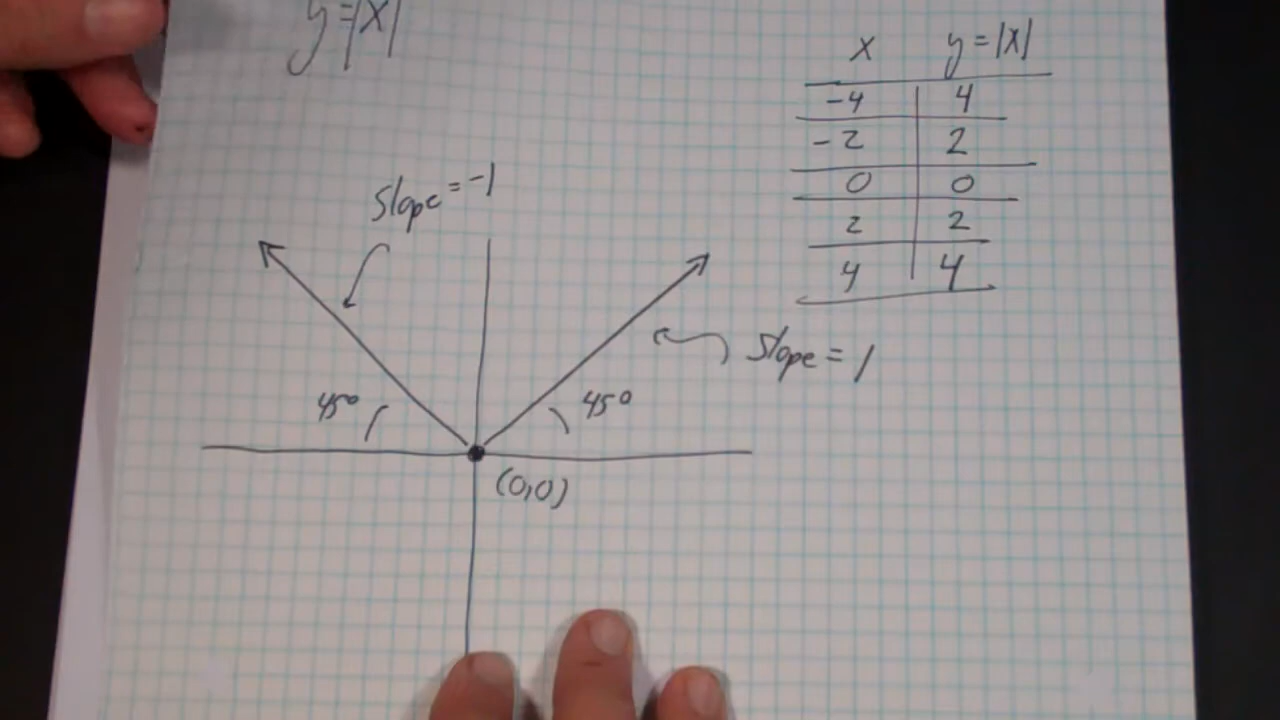 y=|x|
x y=|x|
-4 4
-2 2
0 0
2 2
4 4
Slope=-1
Slope=1
45°
45°
(0,0)